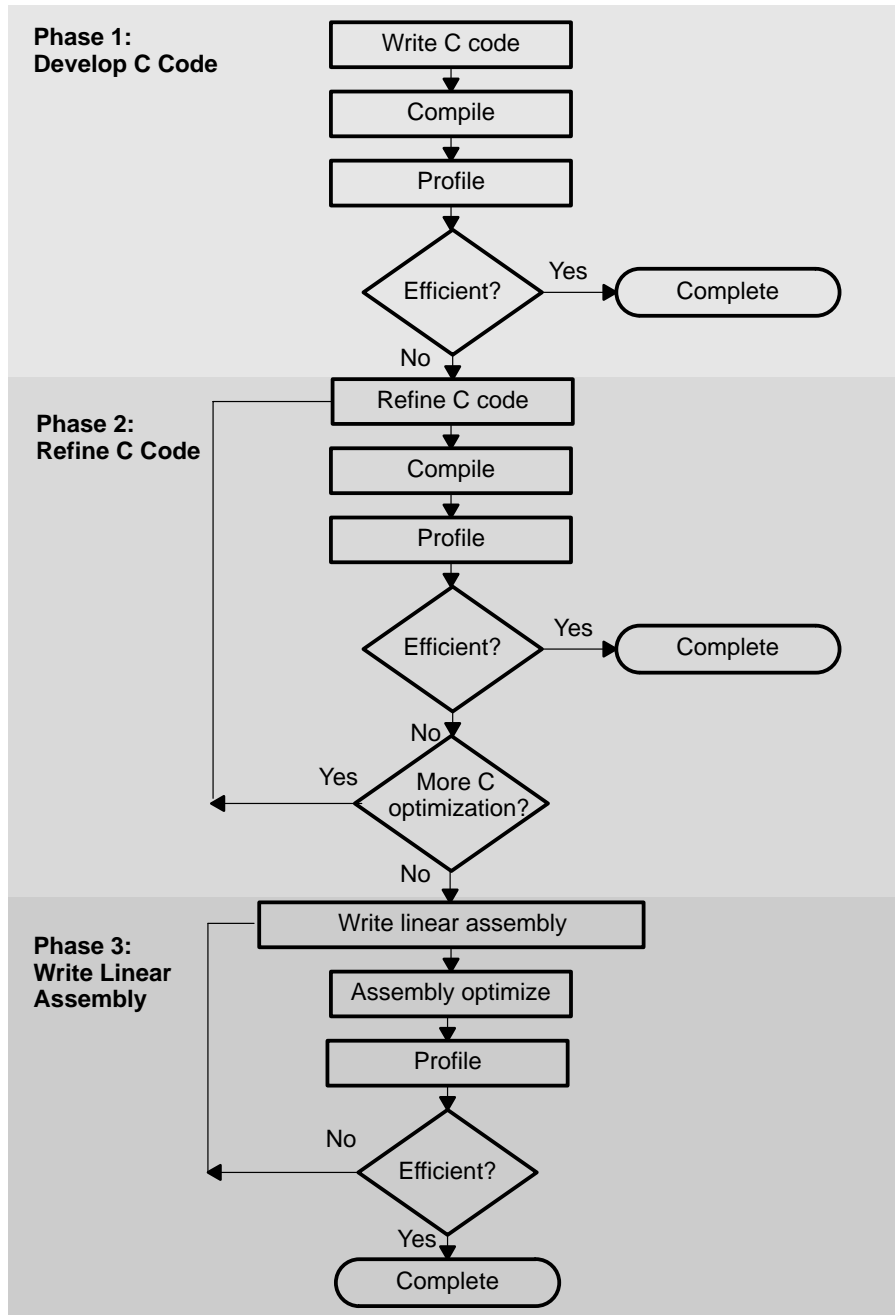 Phase 1:
Develop C Code
Write C code
Compile
Profile
Efficient?
Yes
Complete
No
Phase 2:
Refine C Code
Refine C code
Compile
Profile
Efficient?
Yes
Complete
No
More C
optimization?
Yes
No
Phase 3:
Write Linear
Assembly
Write linear assembly
Assembly optimize
Profile
No
Efficient?
Yes
Complete